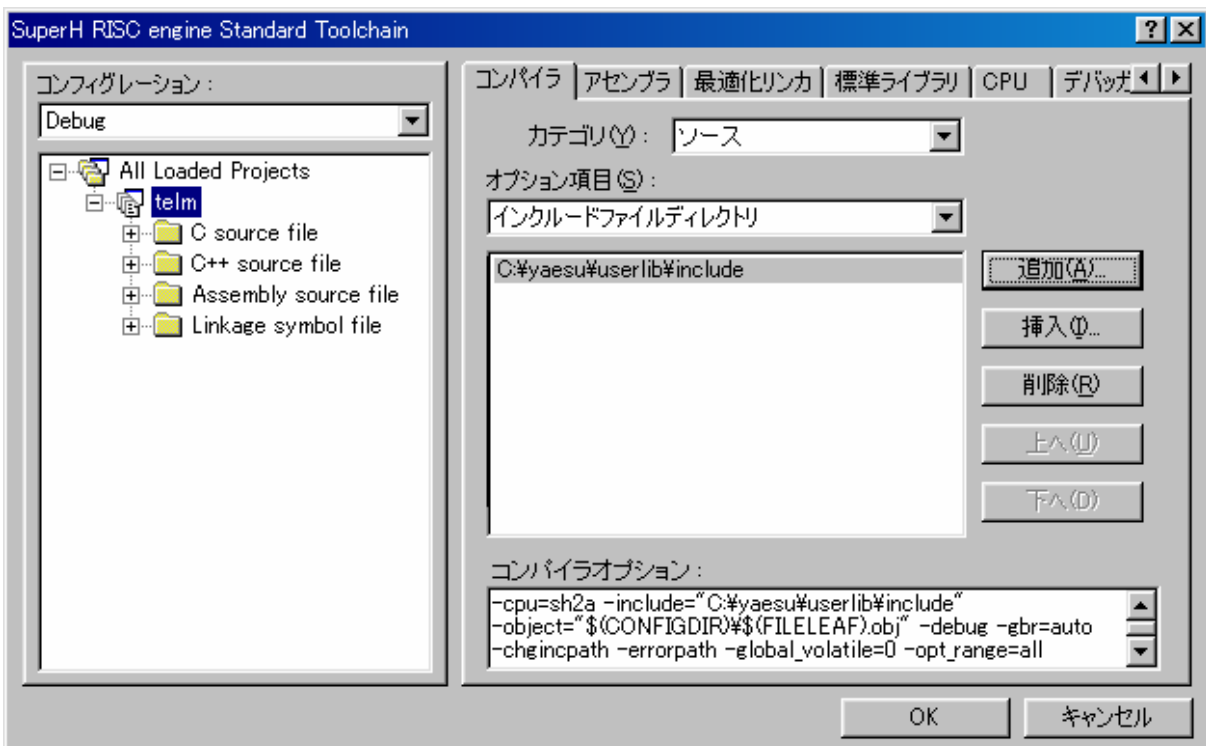 SuperH RISC engine Standard Toolchain
コンフィグレーション :
Debug
All Loaded Projects
telm
C source file
C++ source file
Assembly source file
Linkage symbol file
コンパイラ アセンブラ 最適化リンカ 標準ライブラリ CPU デバッガ
カテゴリ(Y) : ソース
オプション項目(S) :
インクルードファイルディレクトリ
C:¥yaesu¥userlib¥include
追加(A)...
挿入(I)...
削除(R)
上へ(U)
下へ(D)
コンパイラオプション :
-cpu=sh2a -include="C:¥yaesu¥userlib¥include"
-object="$(CONFIGDIR)¥$(FILELEAF).obj" -debug -gbr=auto
-chgincpath -errorpath -global_volatile=0 -opt_range=all
OK キャンセル